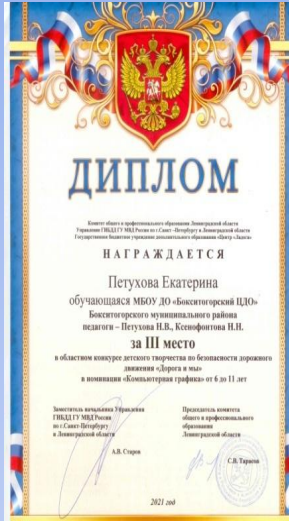 ДИПЛОМ
Комитет общего и профессионального образования Ленинградской области
Управление ГИБДД ГУ МВД России по г.Санкт-Петербургу и Ленинградской области
Государственное бюджетное учреждение дополнительного образования «Центр «Ладога»
НАГРАЖДАЕТСЯ
Петухова Екатерина
обучающаяся МБОУ ДО «Бокситогорский ЦДО»
Бокситогорского муниципального района
педагоги – Петухова Н.В., Ксенофонтова Н.Н.
за III место
в областном конкурсе детского творчества по безопасности дорожного
движения «Дорога и мы»
в номинации «Компьютерная графика» от 6 до 11 лет
Заместитель начальника Управления
ГИБДД ГУ МВД России
по г.Санкт-Петербургу
и Ленинградской области
А.В. Старов
Председатель комитета
общего и профессионального
образования
Ленинградской области
С.В. Тарасов
2021 год